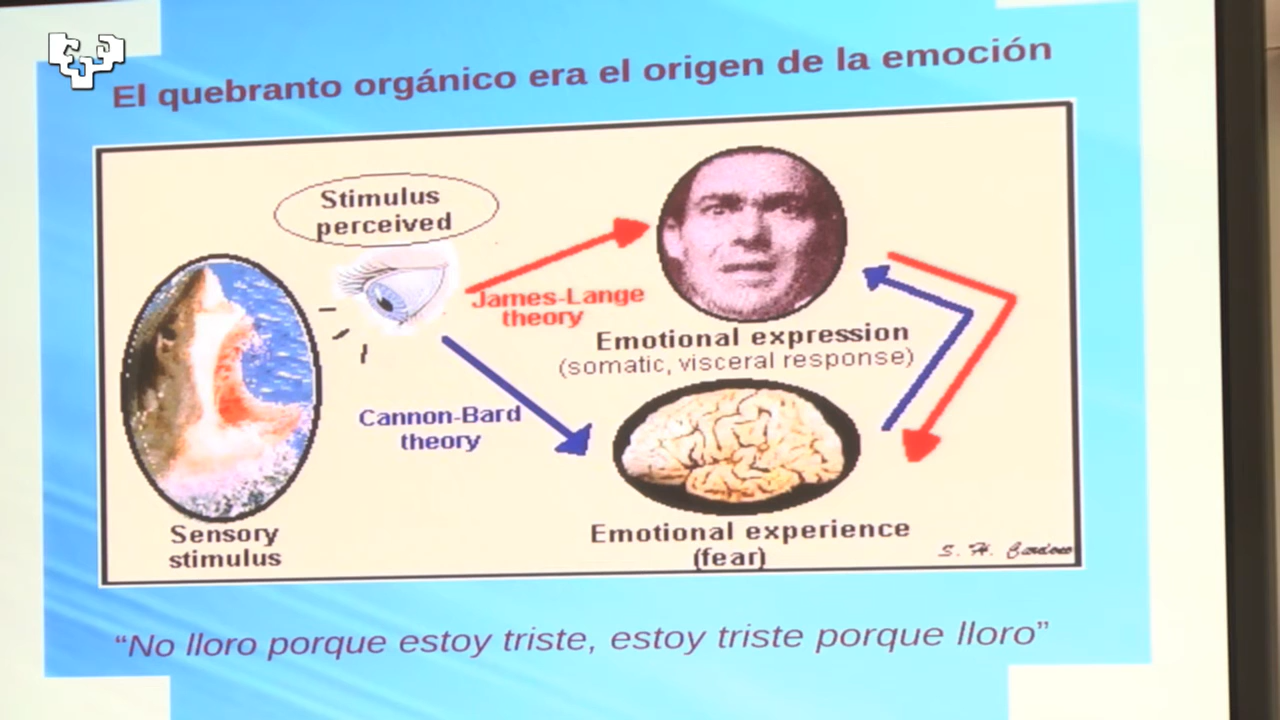 El quebranto orgánico era el origen de la emoción
Stimulus
perceived
James-Lange
theory
Emotional expression
(somatic, visceral response)
Cannon-Bard
theory
Sensory
stimulus
Emotional experience
(fear)
S. H. Cardoso
“No lloro porque estoy triste, estoy triste porque lloro”